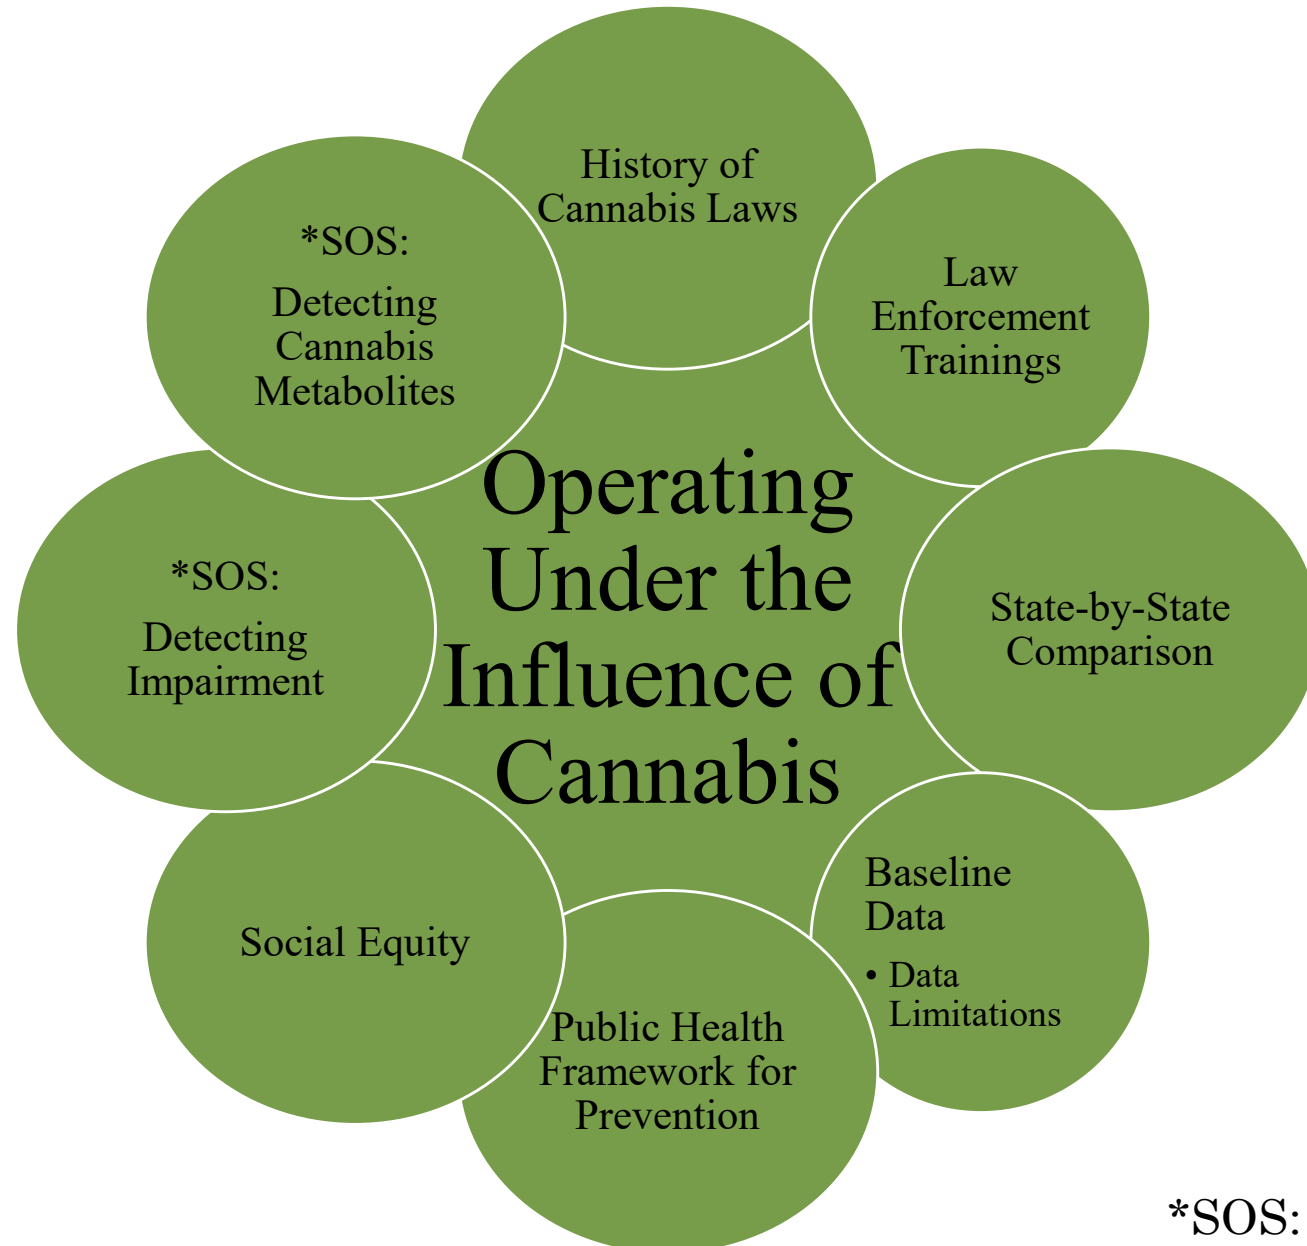 History of
Cannabis Laws
Law
Enforcement
Trainings
State-by-State
Comparison
Baseline
Data
• Data
Limitations
Public Health
Framework for
Prevention
Social Equity
*SOS:
Detecting
Impairment
*SOS:
Detecting
Cannabis
Metabolites
Operating
Under the
Influence of
Cannabis
*SOS: